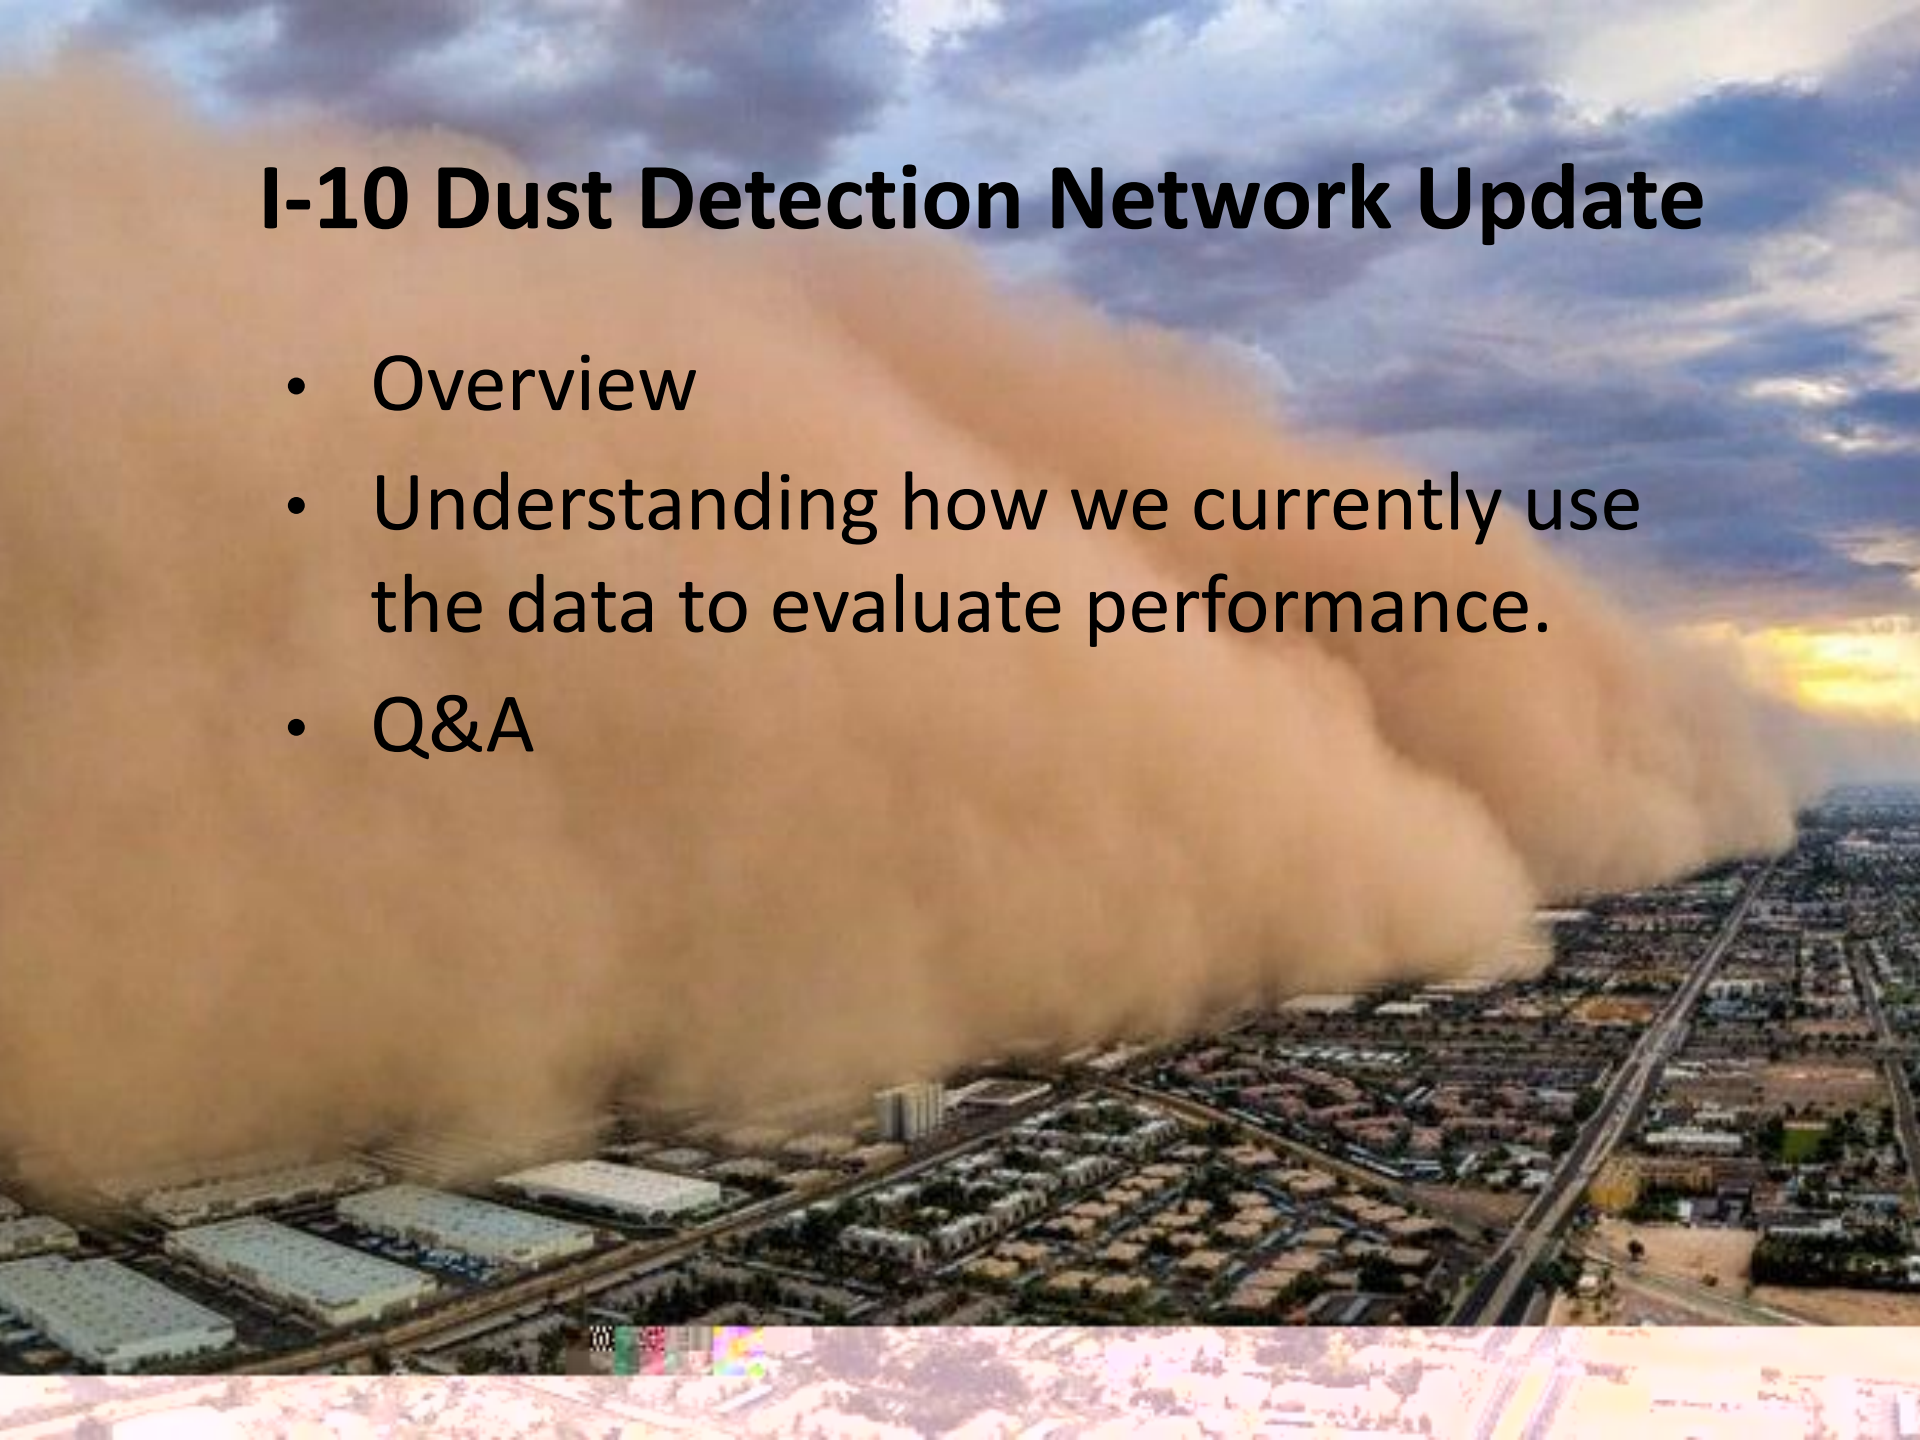 I-10 Dust Detection Network Update
• Overview
• Understanding how we currently use
the data to evaluate performance.
• Q&A